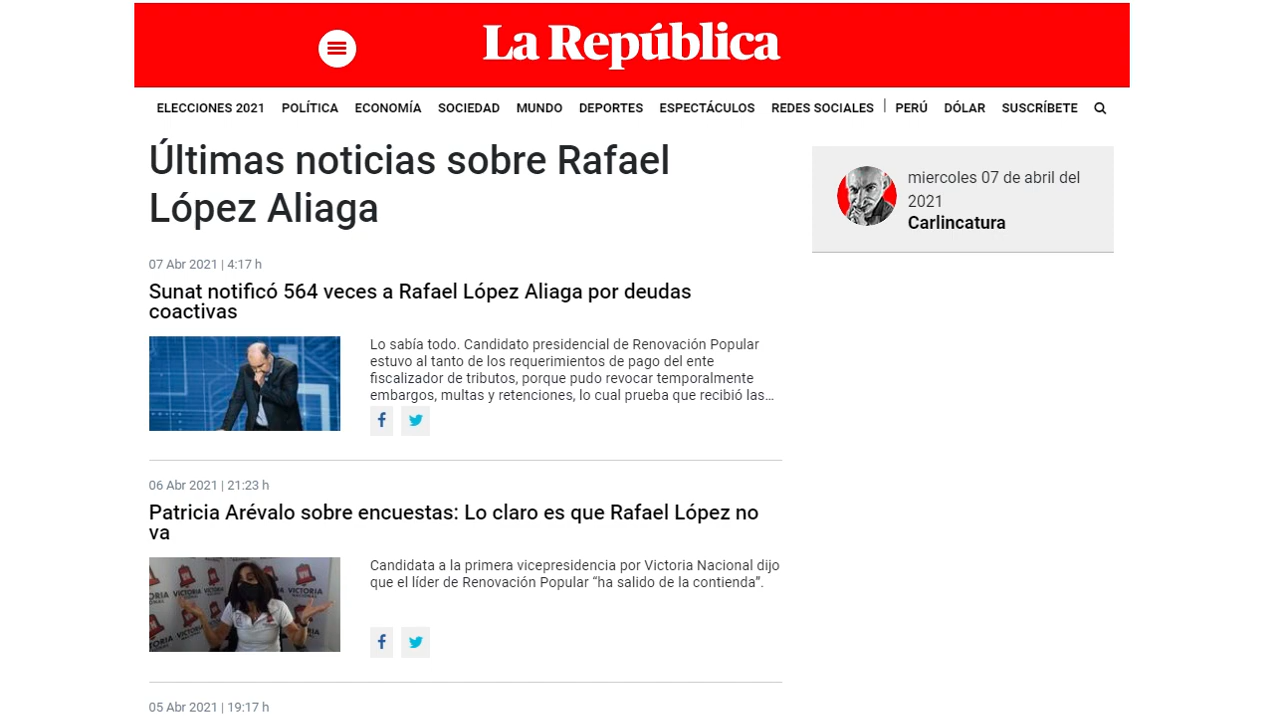 La República
ELECCIONES 2021 POLÍTICA ECONOMÍA SOCIEDAD MUNDO DEPORTES ESPECTÁCULOS REDES SOCIALES | PERÚ DÓLAR SUSCRÍBETE
Últimas noticias sobre Rafael
López Aliaga
07 Abr 2021 | 4:17 h
Sunat notificó 564 veces a Rafael López Aliaga por deudas
coactivas
Lo sabía todo. Candidato presidencial de Renovación Popular
estuvo al tanto de los requerimientos de pago del ente
fiscalizador de tributos, porque pudo revocar temporalmente
embargos, multas y retenciones, lo cual prueba que recibió las...
06 Abr 2021 | 21:23 h
Patricia Arévalo sobre encuestas: Lo claro es que Rafael López no
va
VICTORIA
VICTORIA
VICTORIA
Candidata a la primera vicepresidencia por Victoria Nacional dijo
que el líder de Renovación Popular “ha salido de la contienda”.
05 Abr 2021 | 19:17 h
miercoles 07 de abril del
2021
Carlincatura